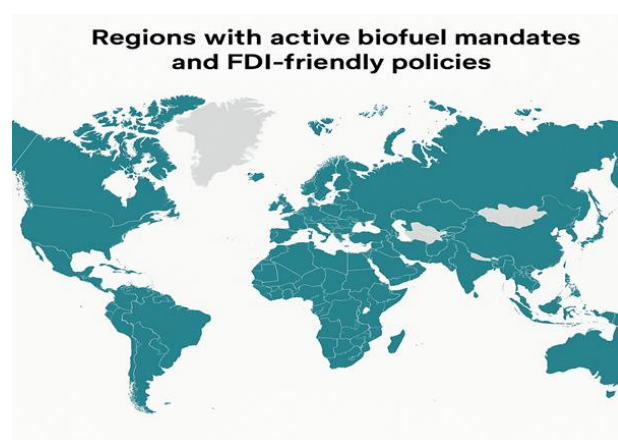 Regions with active biofuel mandates
and FDI-friendly policies